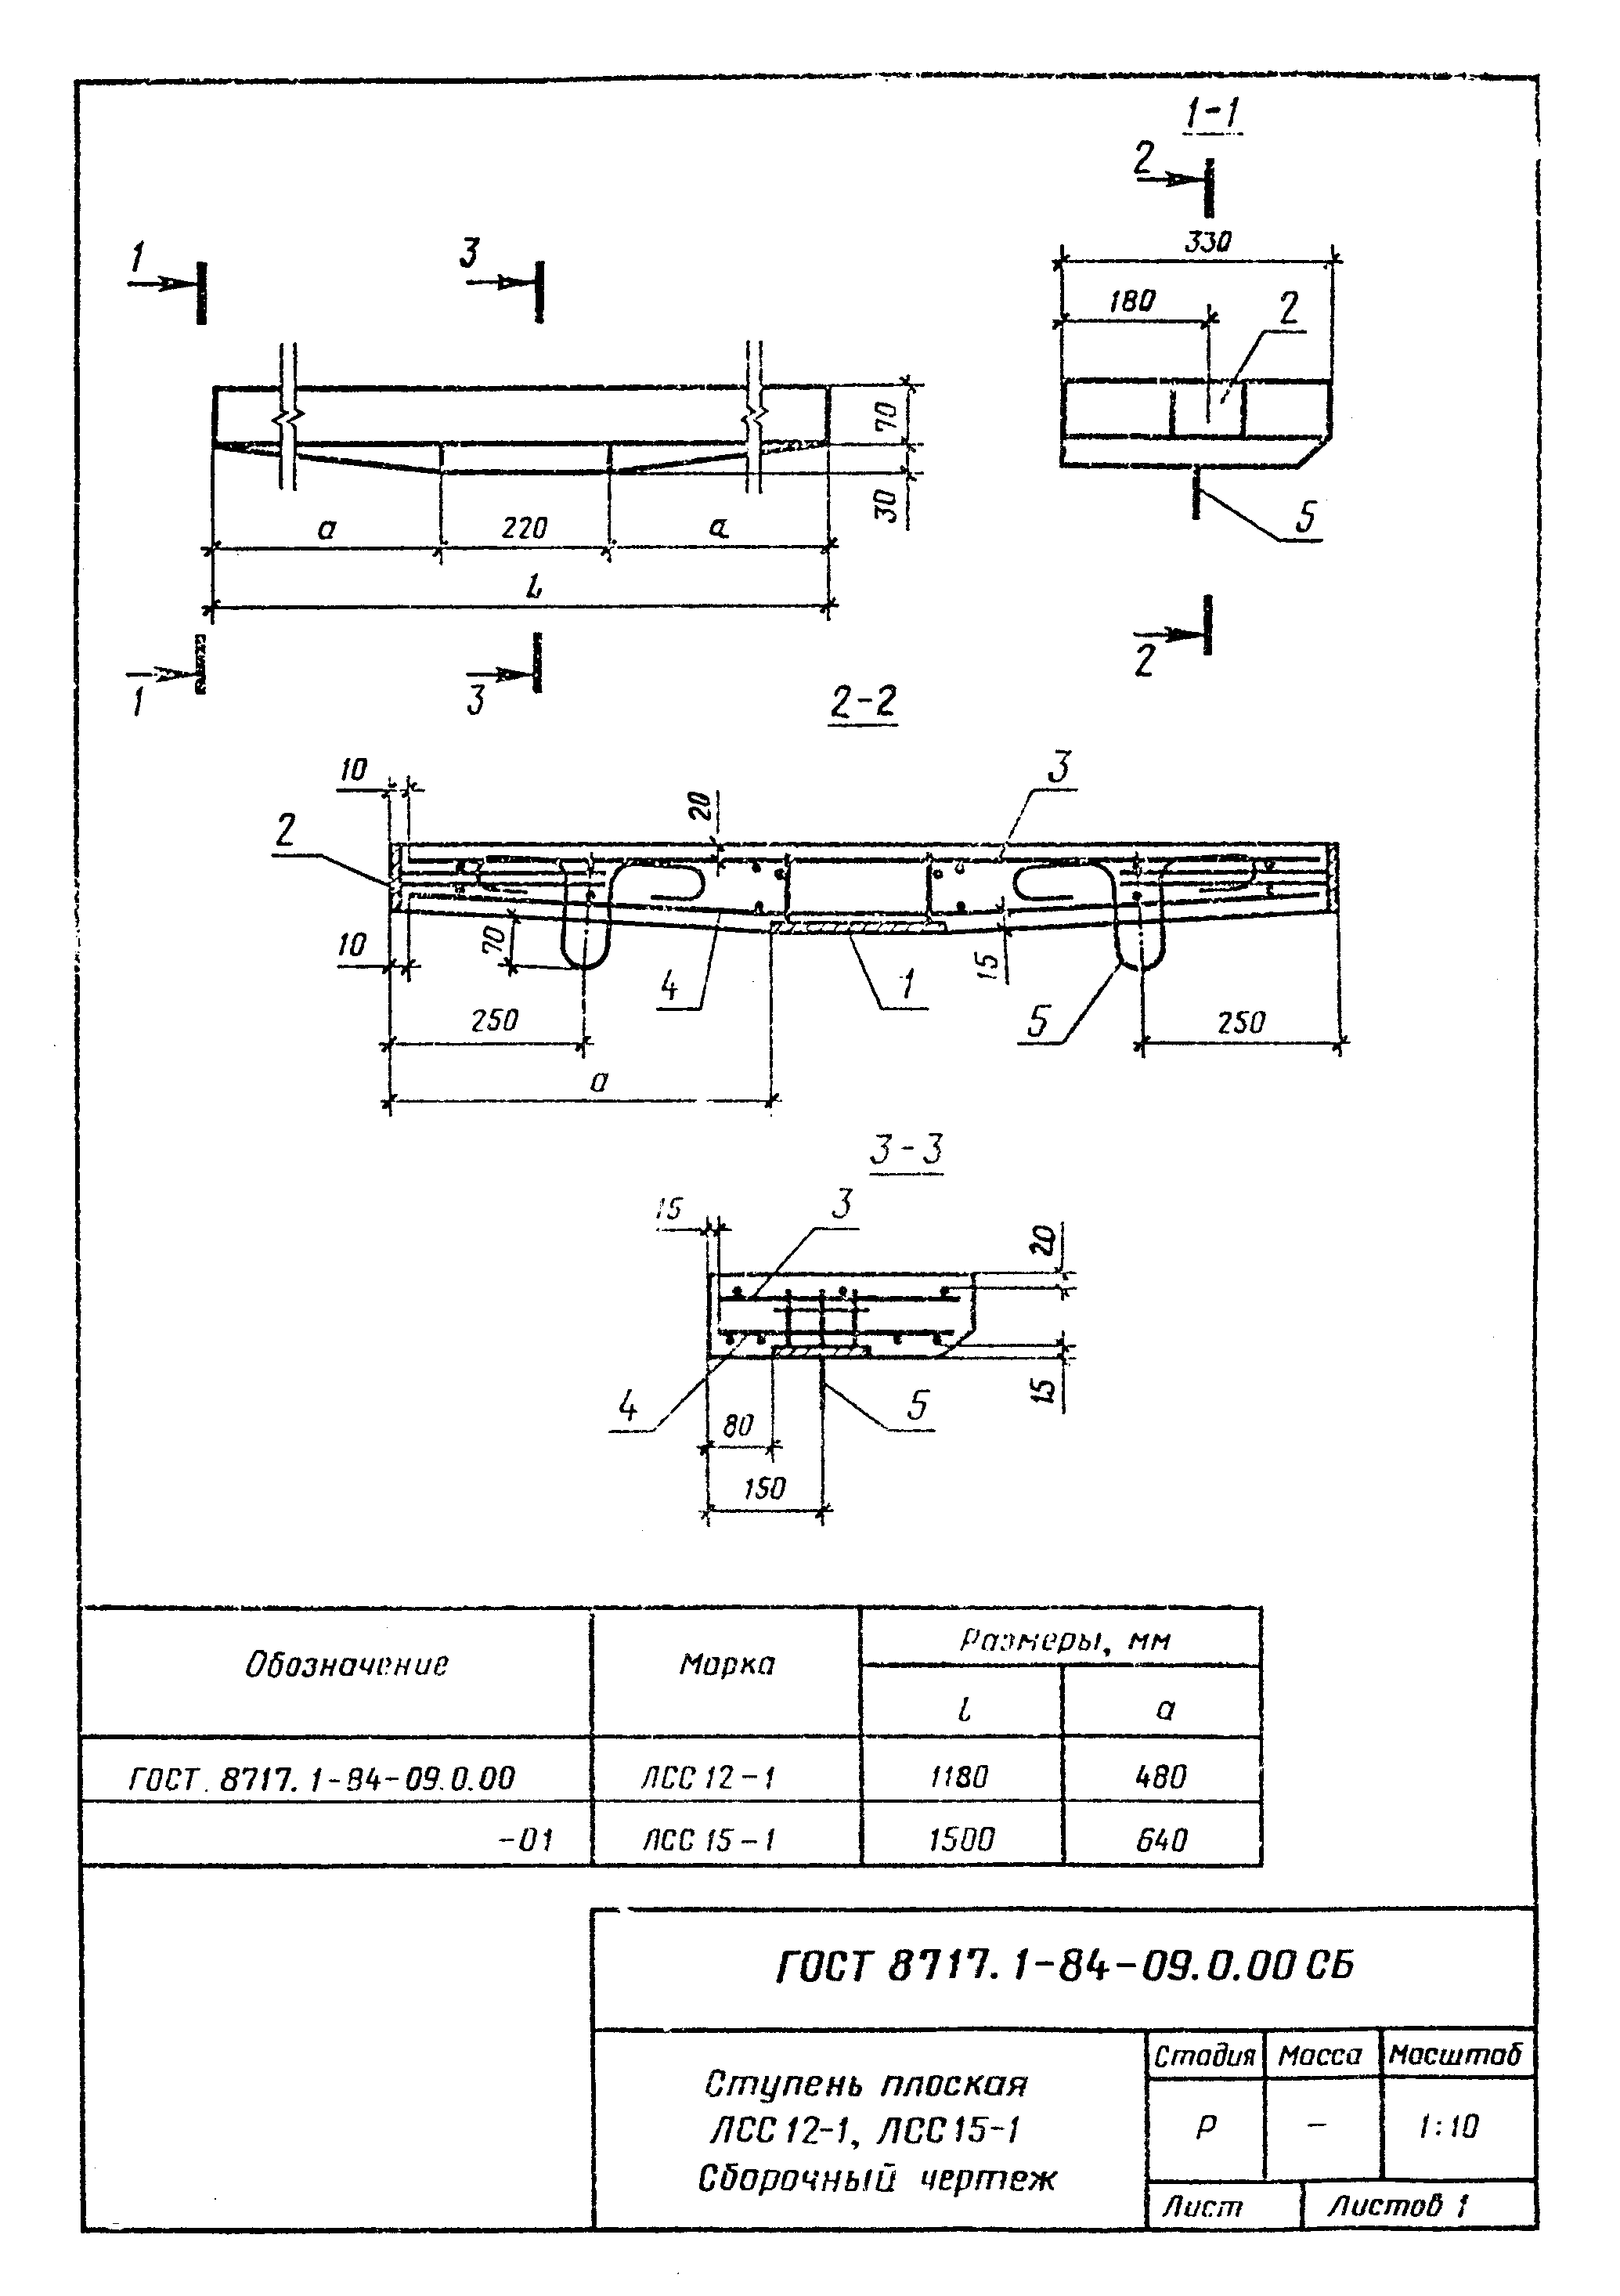 1-1
2
330
1
3
180
2
70
30
5
а
220
а
L
1
3
2
2-2
10
20
3
2
10
70
4
1
15
5
250
250
а
3-3
15
3
20
4
5
15
80
150
Обозначение
Марка
Размеры, мм
l
а
ГОСТ. 8717. 1-84-09.0.00
ЛСС 12-1
1180
480
-01
ЛСС 15-1
1500
640
ГОСТ 8717. 1-84-09.0.00 СБ
Ступень плоская
ЛСС 12-1, ЛСС 15-1
Сборочный чертеж
Стадия
Масса
Масштаб
Р
–
1:10
Лист
Листов 1